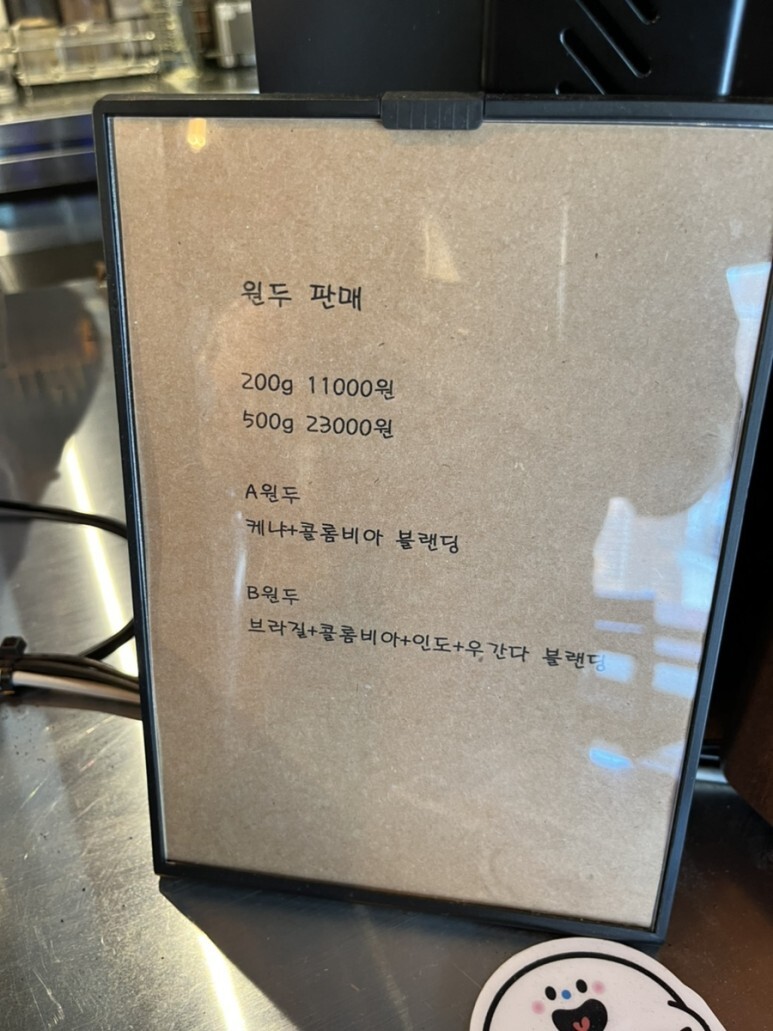 원두 판매
200g 11000원
500g 23000원
A원두
케냐+콜롬비아 블랜딩
B원두
브라질+콜롬비아+인도+우간다 블랜딩